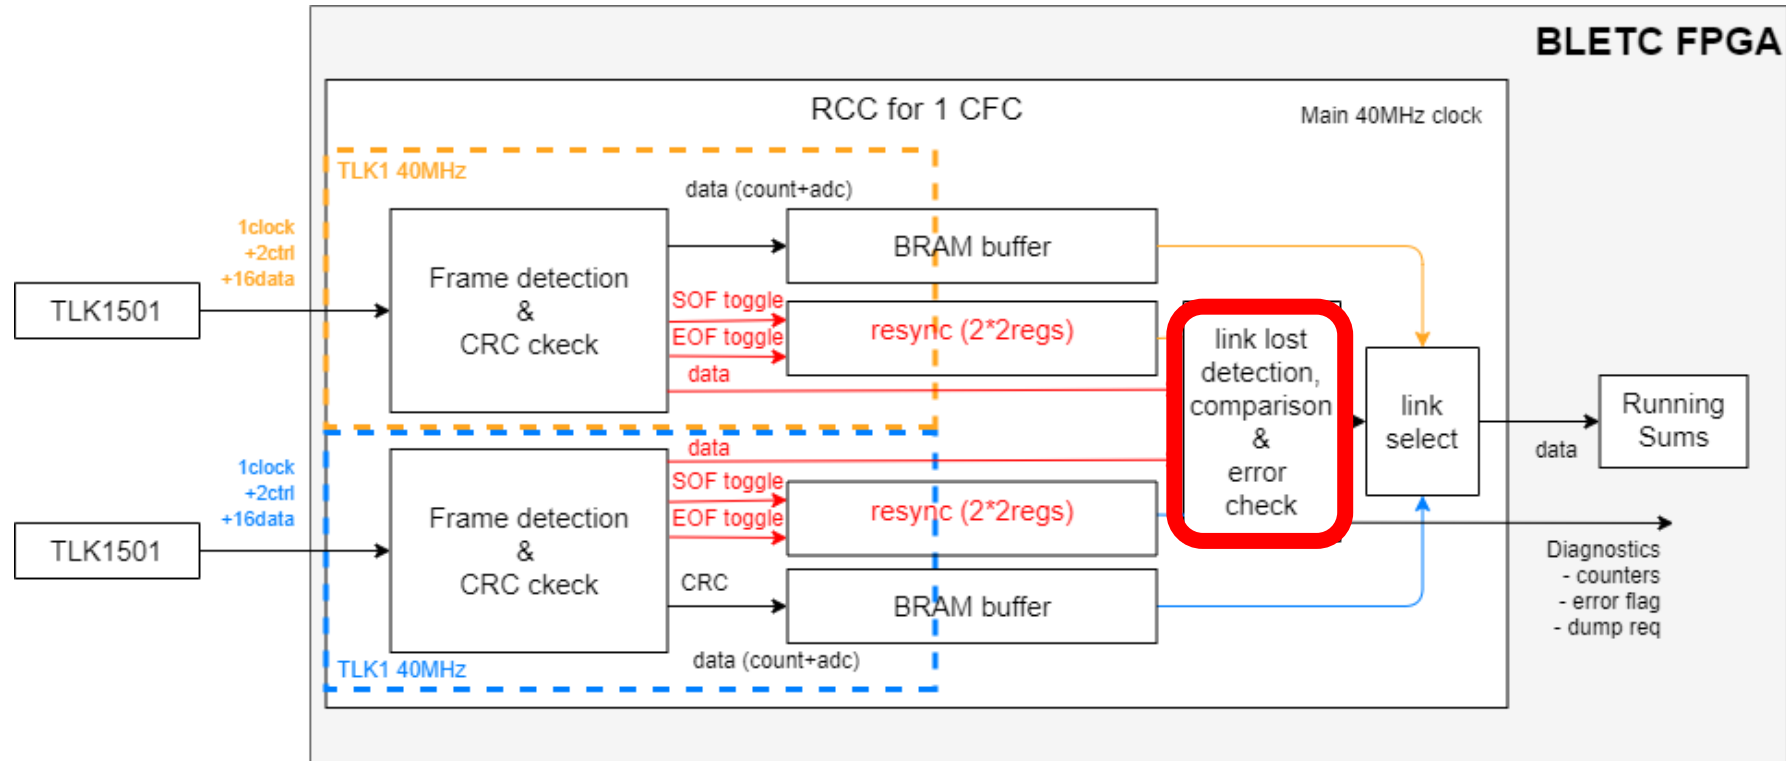 BLETC FPGA
RCC for 1 CFC
Main 40MHz clock
TLK1 40MHz
data (count+adc)
1clock
+2ctrl
+16data
TLK1501
Frame detection
&
CRC ckeck
BRAM buffer
SOF toggle
EOF toggle
data
resync (2*2regs)
link lost
detection,
comparison
&
error
check
link
select
data
Running
Sums
1clock
+2ctrl
+16data
TLK1501
Frame detection
&
CRC ckeck
data
SOF toggle
EOF toggle
resync (2*2regs)
CRC
BRAM buffer
data (count+adc)
TLK1 40MHz
Diagnostics
- counters
- error flag
- dump req